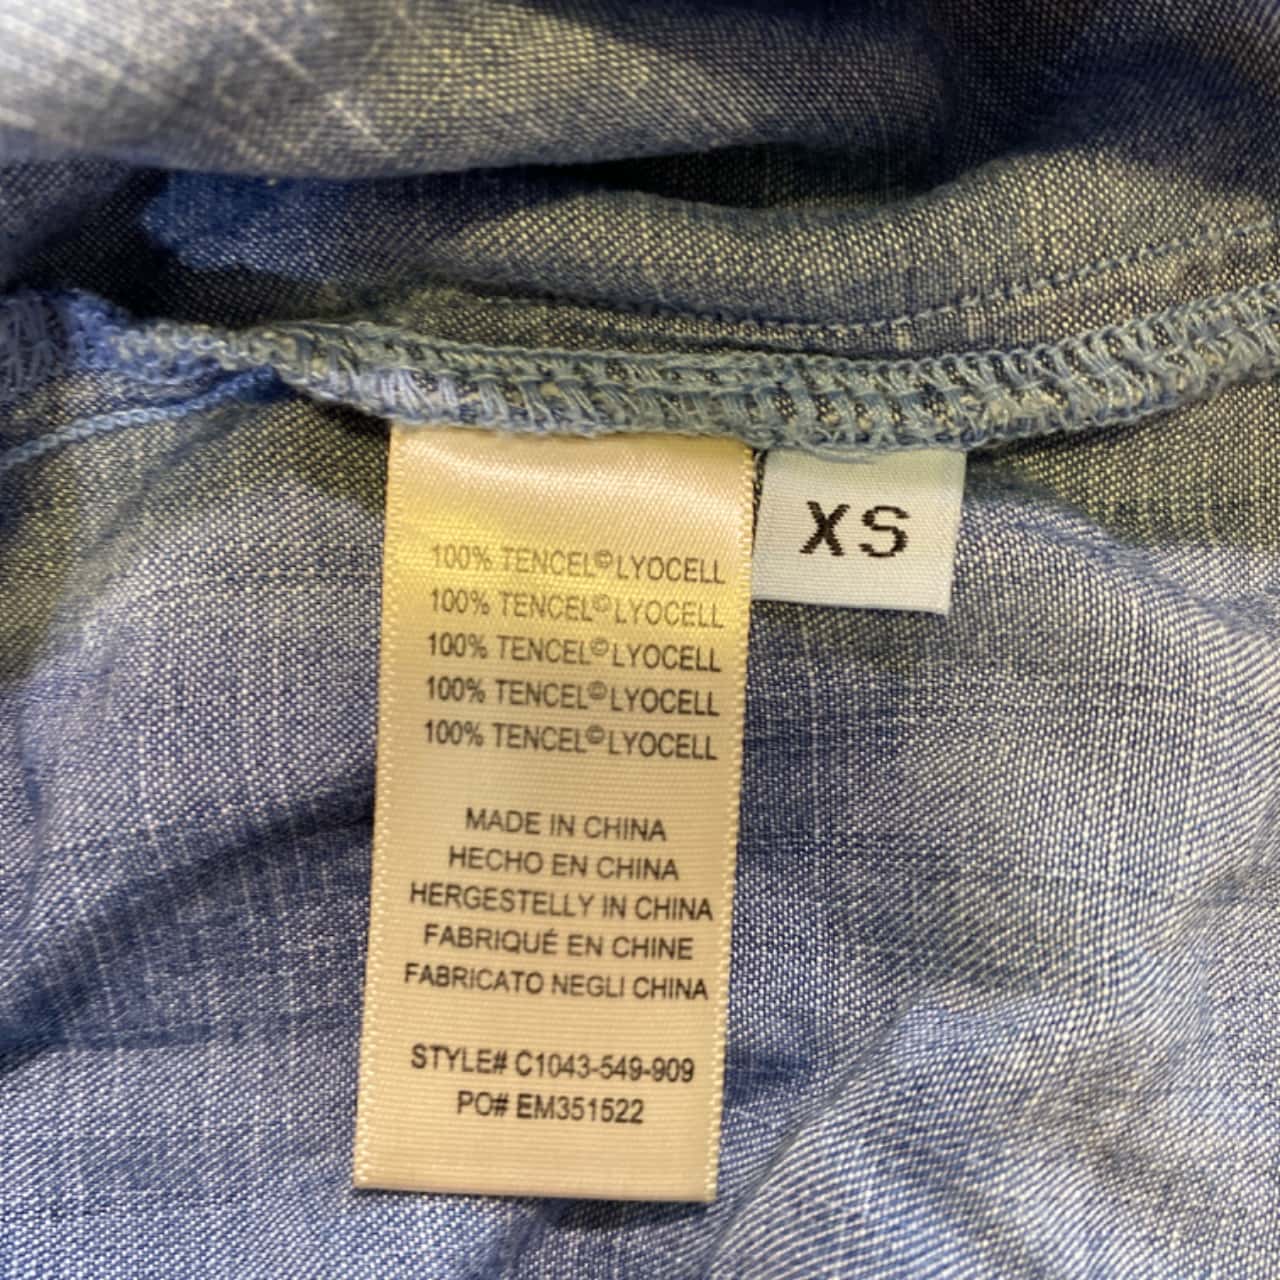 100% TENCEL©LYOCELL
100% TENCEL©LYOCELL
100% TENCEL©LYOCELL
100% TENCEL©LYOCELL
100% TENCEL©LYOCELL
MADE IN CHINA
HECHO EN CHINA
HERGESTELLY IN CHINA
FABRIQUÉ EN CHINE
FABRICATO NEGLI CHINA
STYLE# C1043-549-909
PO# EM351522
XS